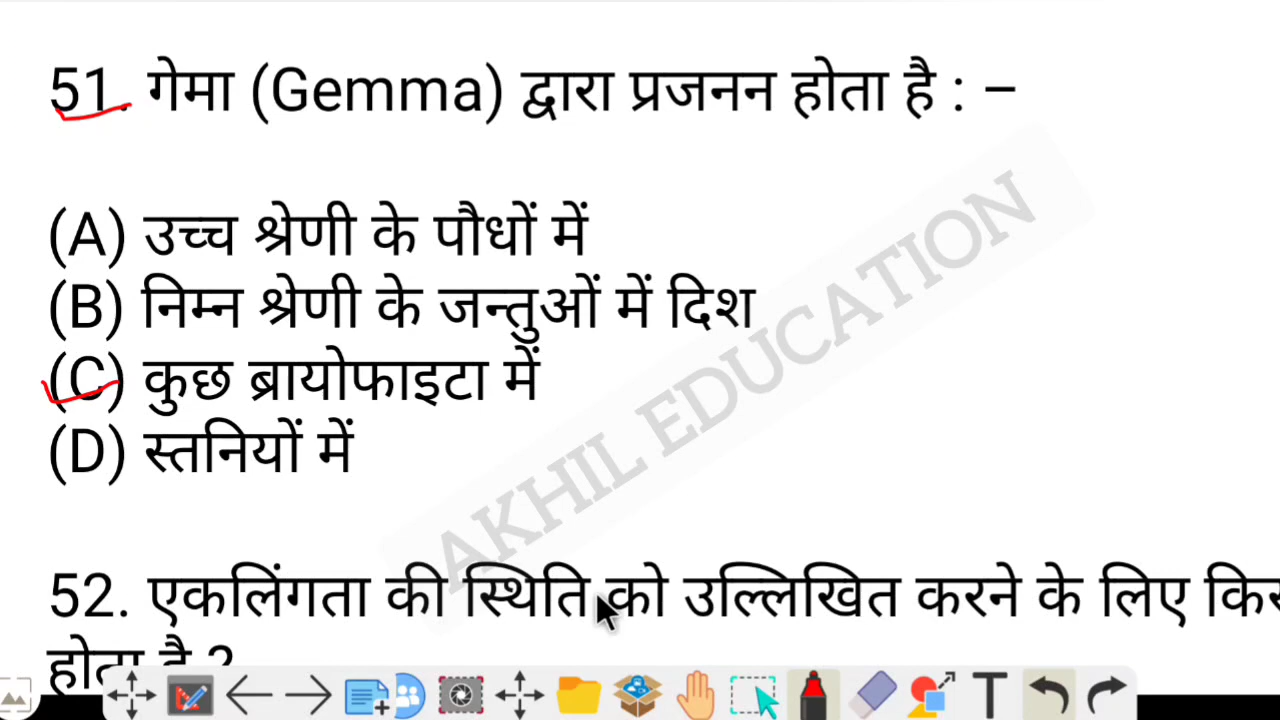 51. गेमा (Gemma) द्वारा प्रजनन होता है : –
(A) उच्च श्रेणी के पौधों में
(B) निम्न श्रेणी के जन्तुओं में दिश
(C) कुछ ब्रायोफाइटा में
(D) स्तनियों में
AKHIL EDUCATION
52. एकलिंगता की स्थिति को उल्लिखित करने के लिए
होता है ?